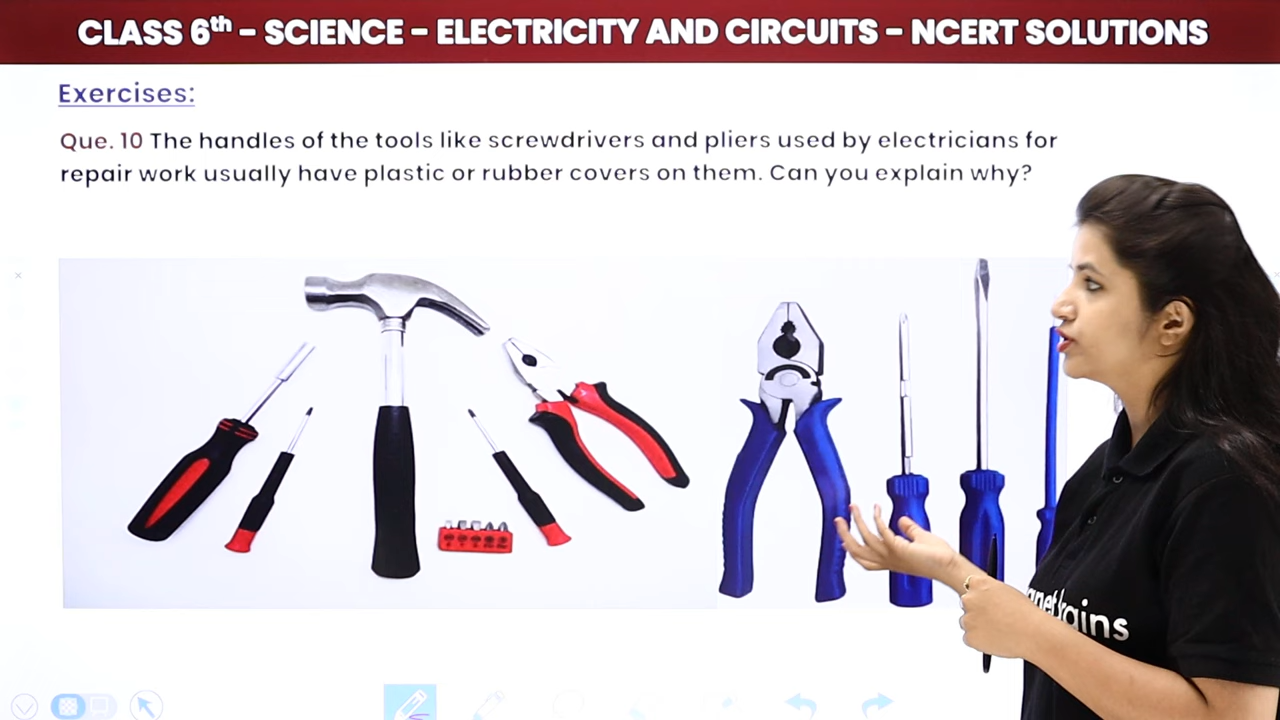 CLASS 6th – SCIENCE – ELECTRICITY AND CIRCUITS – NCERT SOLUTIONS
Exercises:
Que. 10 The handles of the tools like screwdrivers and pliers used by electricians for
repair work usually have plastic or rubber covers on them. Can you explain why?